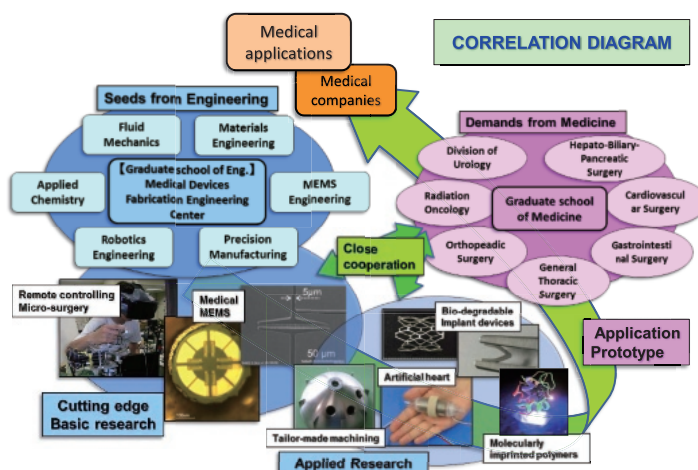 Medical
applications
CORRELATION DIAGRAM
Medical
companies
Seeds from Engineering
Fluid
Mechanics
Materials
Engineering
【Graduate school of Eng.】
Medical Devices
Fabrication Engineering
Center
Applied
Chemistry
MEMS
Engineering
Robotics
Engineering
Precision
Manufacturing
Demands from Medicine
Division of
Urology
Hepato-Biliary-
Pancreatic
Surgery
Radiation
Oncology
Graduate school
of Medicine
Cardiovascul
ar Surgery
Orthopeadic
Surgery
Gastrointesti
nal Surgery
General
Thoracic
Surgery
Close
cooperation
Remote controlling
Micro-surgery
Medical
MEMS
5μm
50 μm
Bio-degradable
Implant devices
Application
Prototype
Artificial heart
Cutting edge
Basic research
Tailor-made machining
Molecularly
imprinted polymers
Applied Research